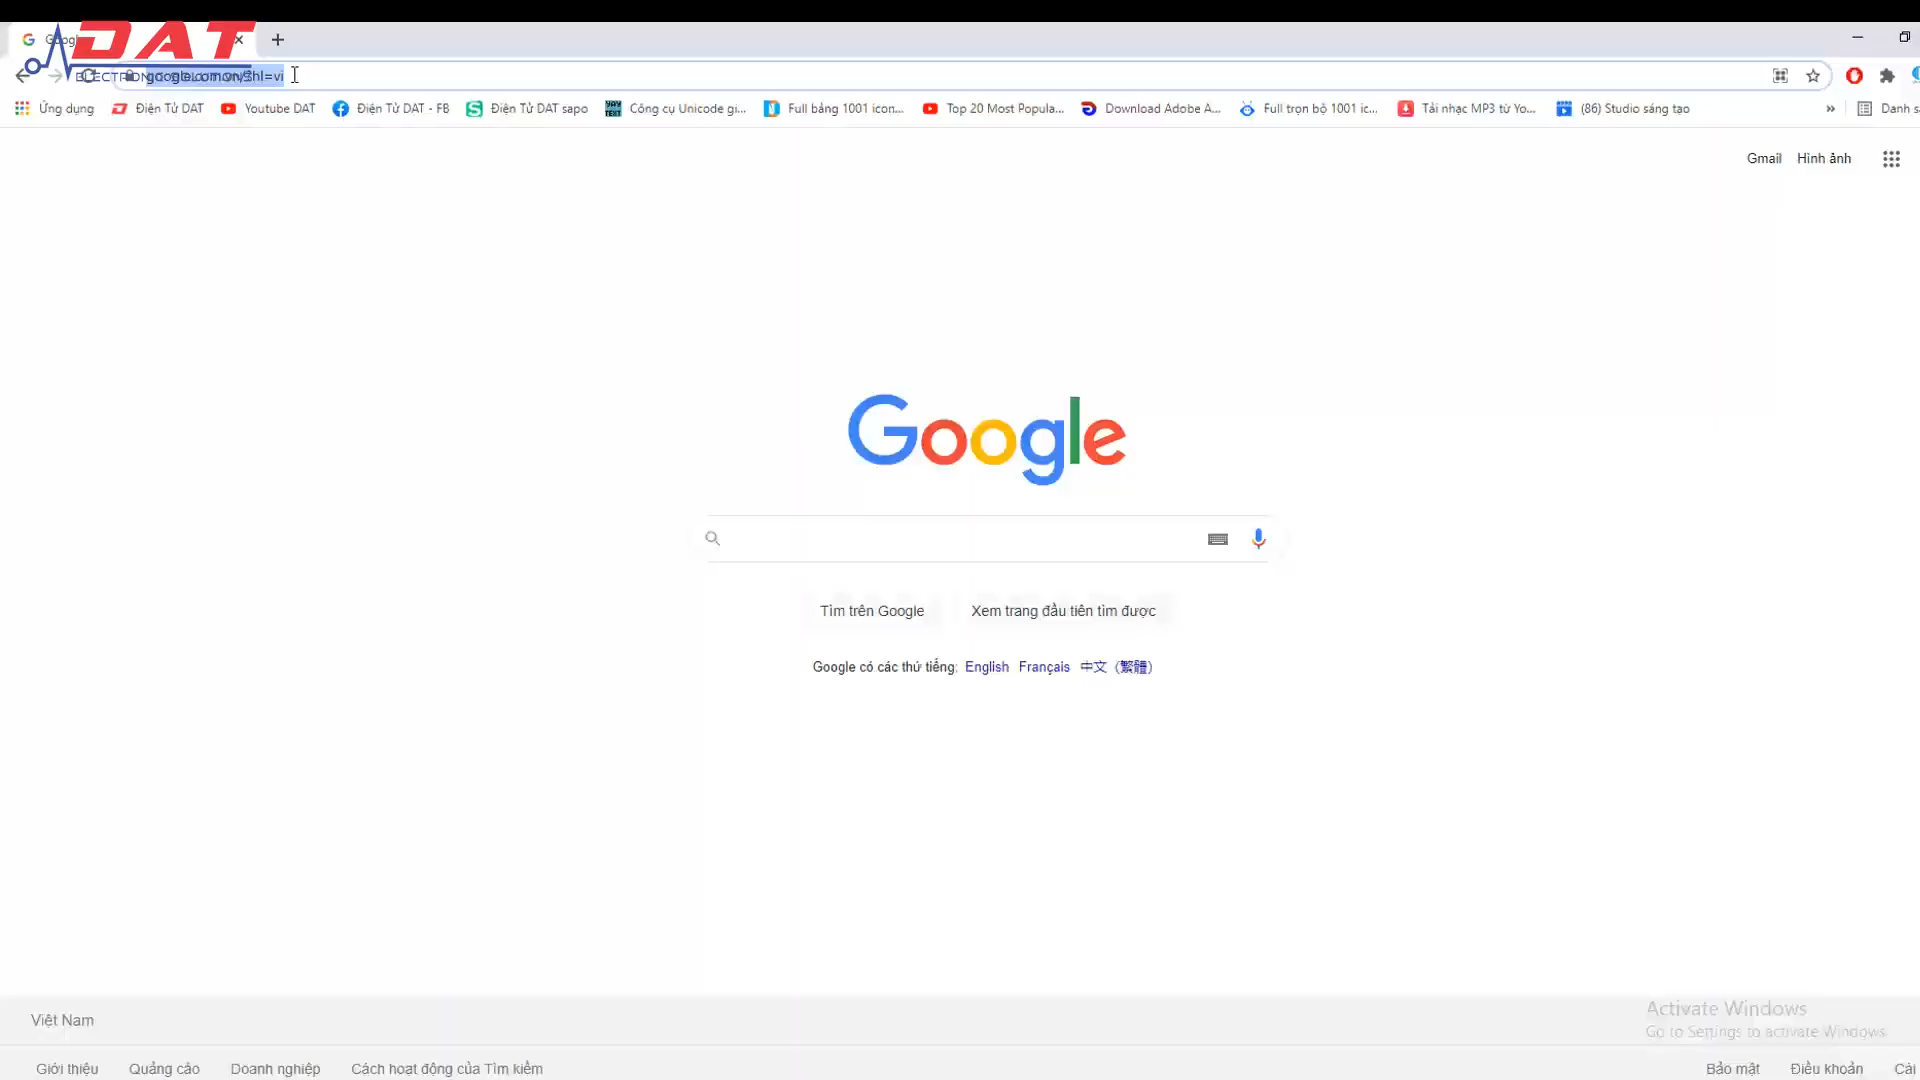 DAT
Google
google.com.vn/?hl=vi
Ứng dụng
Điện Tử DAT
Youtube DAT
Điện Tử DAT - FB
Điện Tử DAT sapo
Công cụ Unicode gi...
Full bảng 1001 icon...
Top 20 Most Popula...
Download Adobe A...
Full trọn bộ 1001 ic...
Tải nhạc MP3 từ Yo...
(86) Studio sáng tạo
»
Danh s
Gmail
Hình ảnh
Google
Tìm trên Google
Xem trang đầu tiên tìm được
Google có các thứ tiếng: English Français 中文（繁體）
Activate Windows
Go to Settings to activate Windows
Việt Nam
Giới thiệu
Quảng cáo
Doanh nghiệp
Cách hoạt động của Tìm kiếm
Bảo mật
Điều khoản
Cài